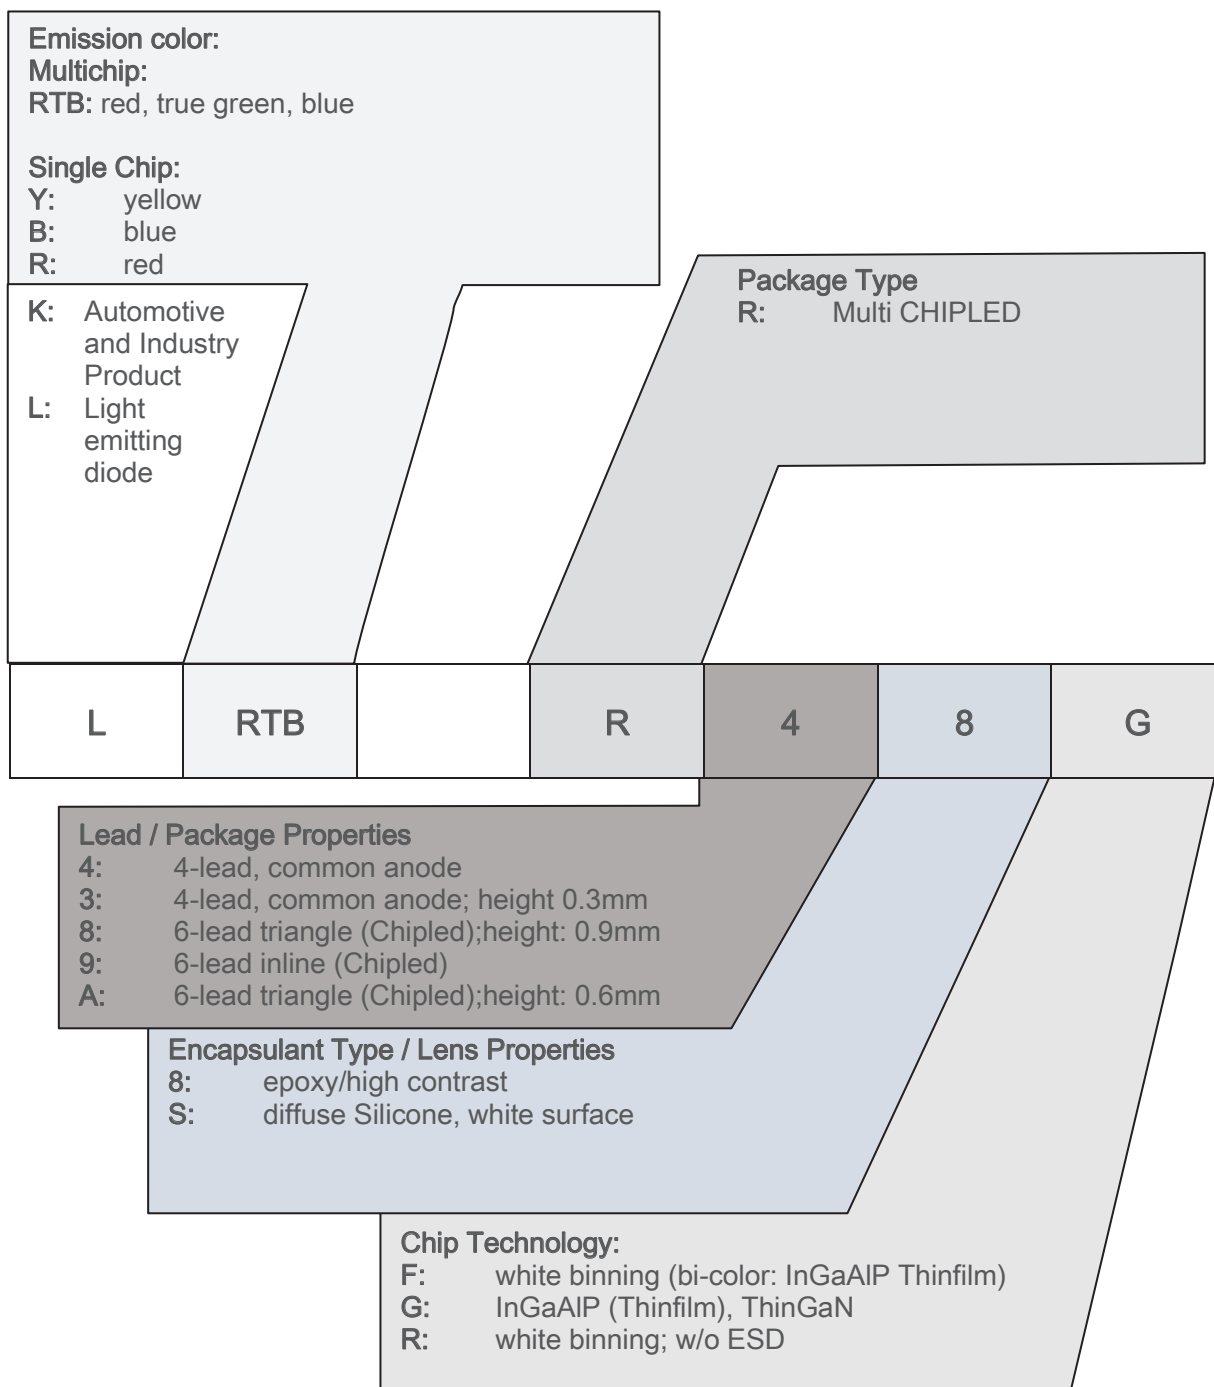 Emission color:
Multichip:
RTB: red, true green, blue
Single Chip:
Y: yellow
B: blue
R: red
K: Automotive
and Industry
Product
L: Light
emitting
diode
Package Type
R: Multi CHIPLED
L RTB R 4 8 G
Lead / Package Properties
4: 4-lead, common anode
3: 4-lead, common anode; height 0.3mm
8: 6-lead triangle (Chipled);height: 0.9mm
9: 6-lead inline (Chipled)
A: 6-lead triangle (Chipled);height: 0.6mm
Encapsulant Type / Lens Properties
8: epoxy/high contrast
S: diffuse Silicone, white surface
Chip Technology:
F: white binning (bi-color: InGaAlP Thinfilm)
G: InGaAlP (Thinfilm), ThinGaN
R: white binning; w/o ESD